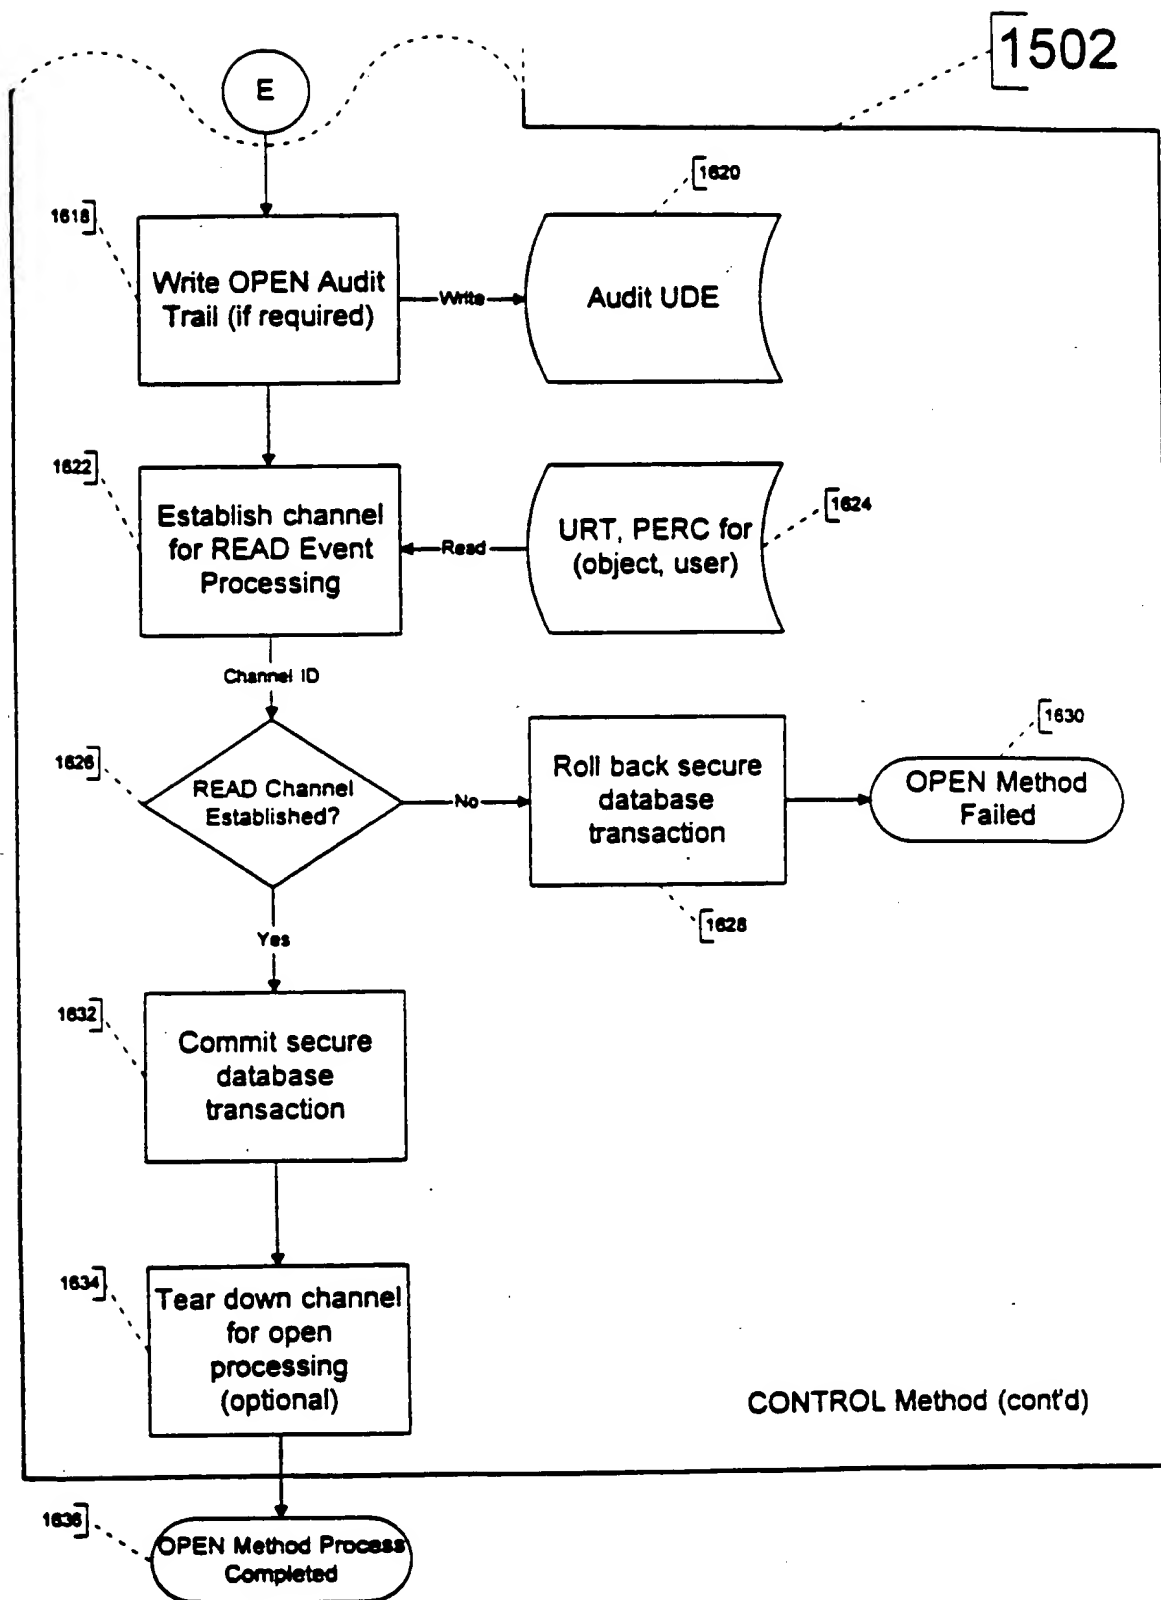 1502
E
1618
Write OPEN Audit
Trail (if required)
Write
1620
Audit UDE
1622
Establish channel
for READ Event
Processing
Read
URT, PERC for
(object, user)
1624
Channel ID
1626
READ Channel
Established?
No
Roll back secure
database
transaction
1628
1630
OPEN Method
Failed
Yes
1632
Commit secure
database
transaction
1634
Tear down channel
for open
processing
(optional)
CONTROL Method (cont'd)
1636
OPEN Method Process
Completed